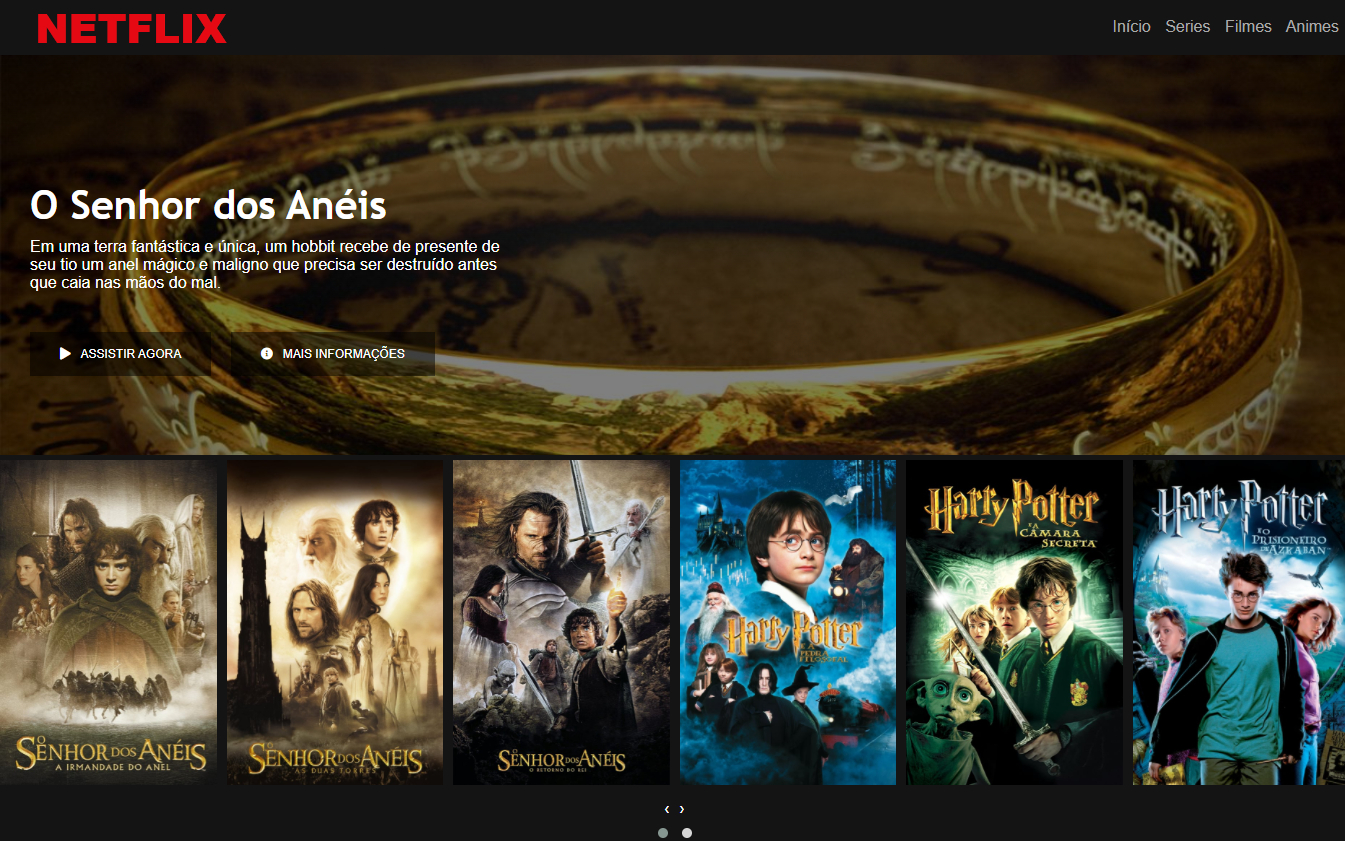 NETFLIX
Início Series Filmes Animes
O Senhor dos Anéis
Em uma terra fantástica e única, um hobbit recebe de presente de
seu tio um anel mágico e maligno que precisa ser destruído antes
que caia nas mãos do mal.
ASSISTIR AGORA MAIS INFORMAÇÕES
O SENHOR DOS ANÉIS
A IRMANDADE DO ANEL
O SENHOR DOS ANÉIS
AS DUAS TORRES
O SENHOR DOS ANÉIS
O RETORNO DO REI
Harry Potter
E A
PEDRA
FILOSOFAL
Harry Potter
E A
CÂMARA
SECRETA
Harry Potter
E O
PRISIONEIRO
DE AZKABAN
‹ ›